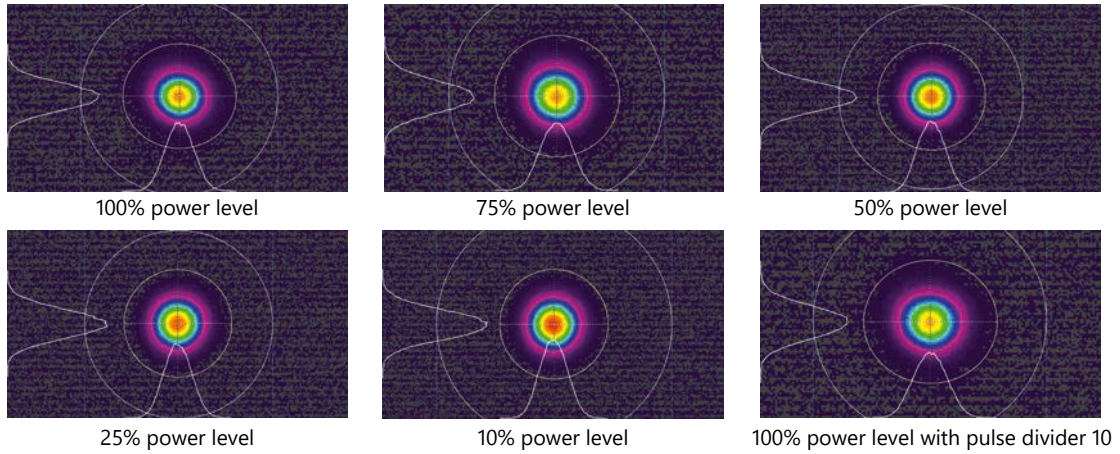 100% power level
75% power level
50% power level
25% power level
10% power level
100% power level with pulse divider 10